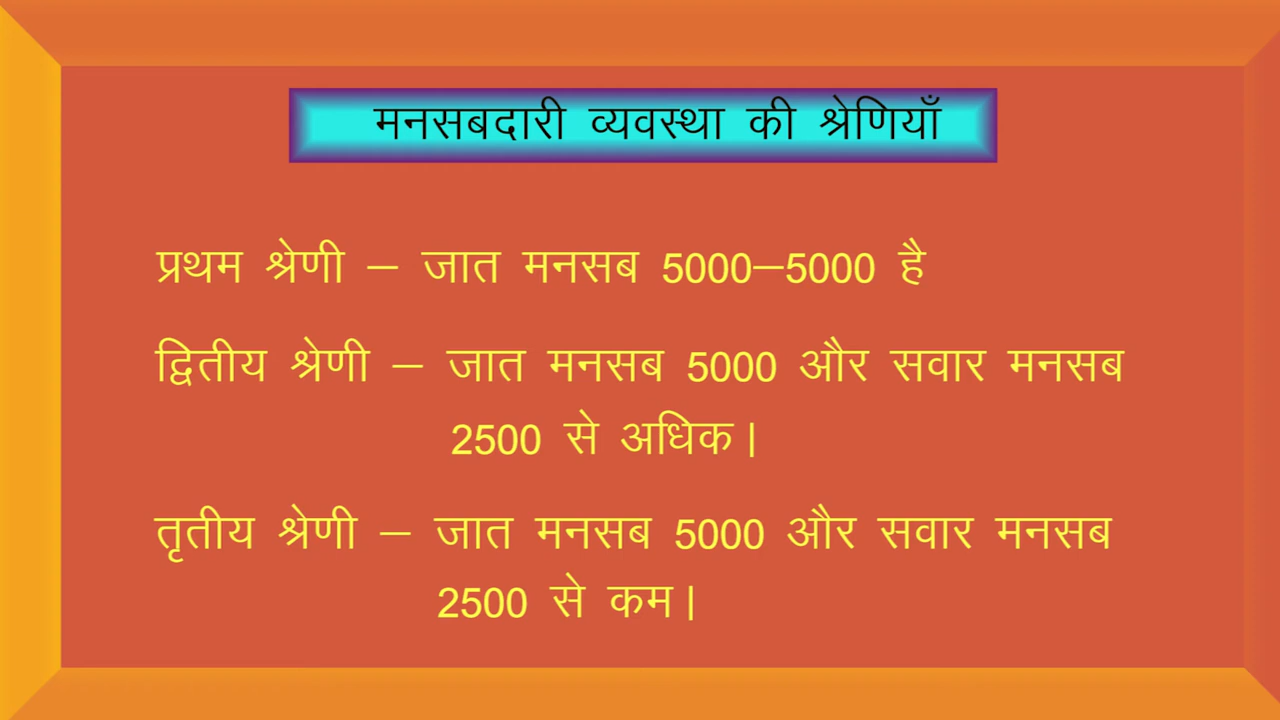 मनसबदारी व्यवस्था की श्रेणियाँ
प्रथम श्रेणी – जात मनसब 5000–5000 है
द्वितीय श्रेणी – जात मनसब 5000 और सवार मनसब
2500 से अधिक।
तृतीय श्रेणी – जात मनसब 5000 और सवार मनसब
2500 से कम।